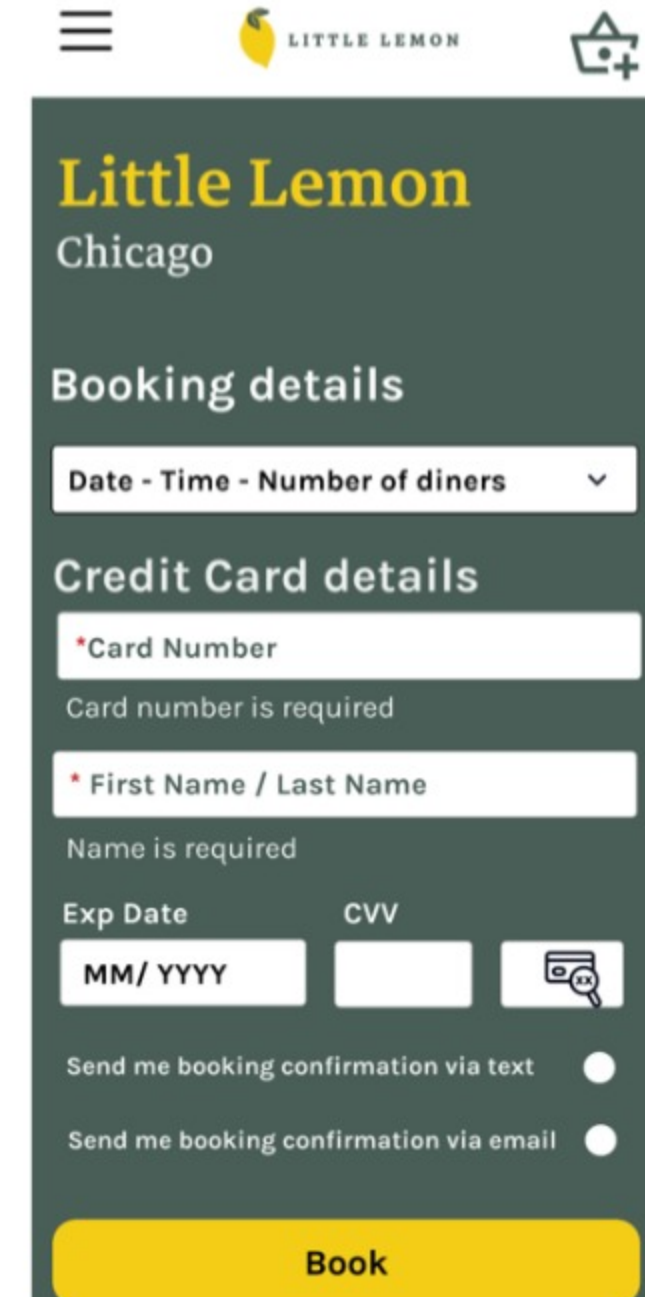 LITTLE LEMON
Little Lemon
Chicago
Booking details
Date - Time - Number of diners
Credit Card details
*Card Number
Card number is required
* First Name / Last Name
Name is required
Exp Date CVV
MM/ YYYY
xx
Send me booking confirmation via text
Send me booking confirmation via email
Book